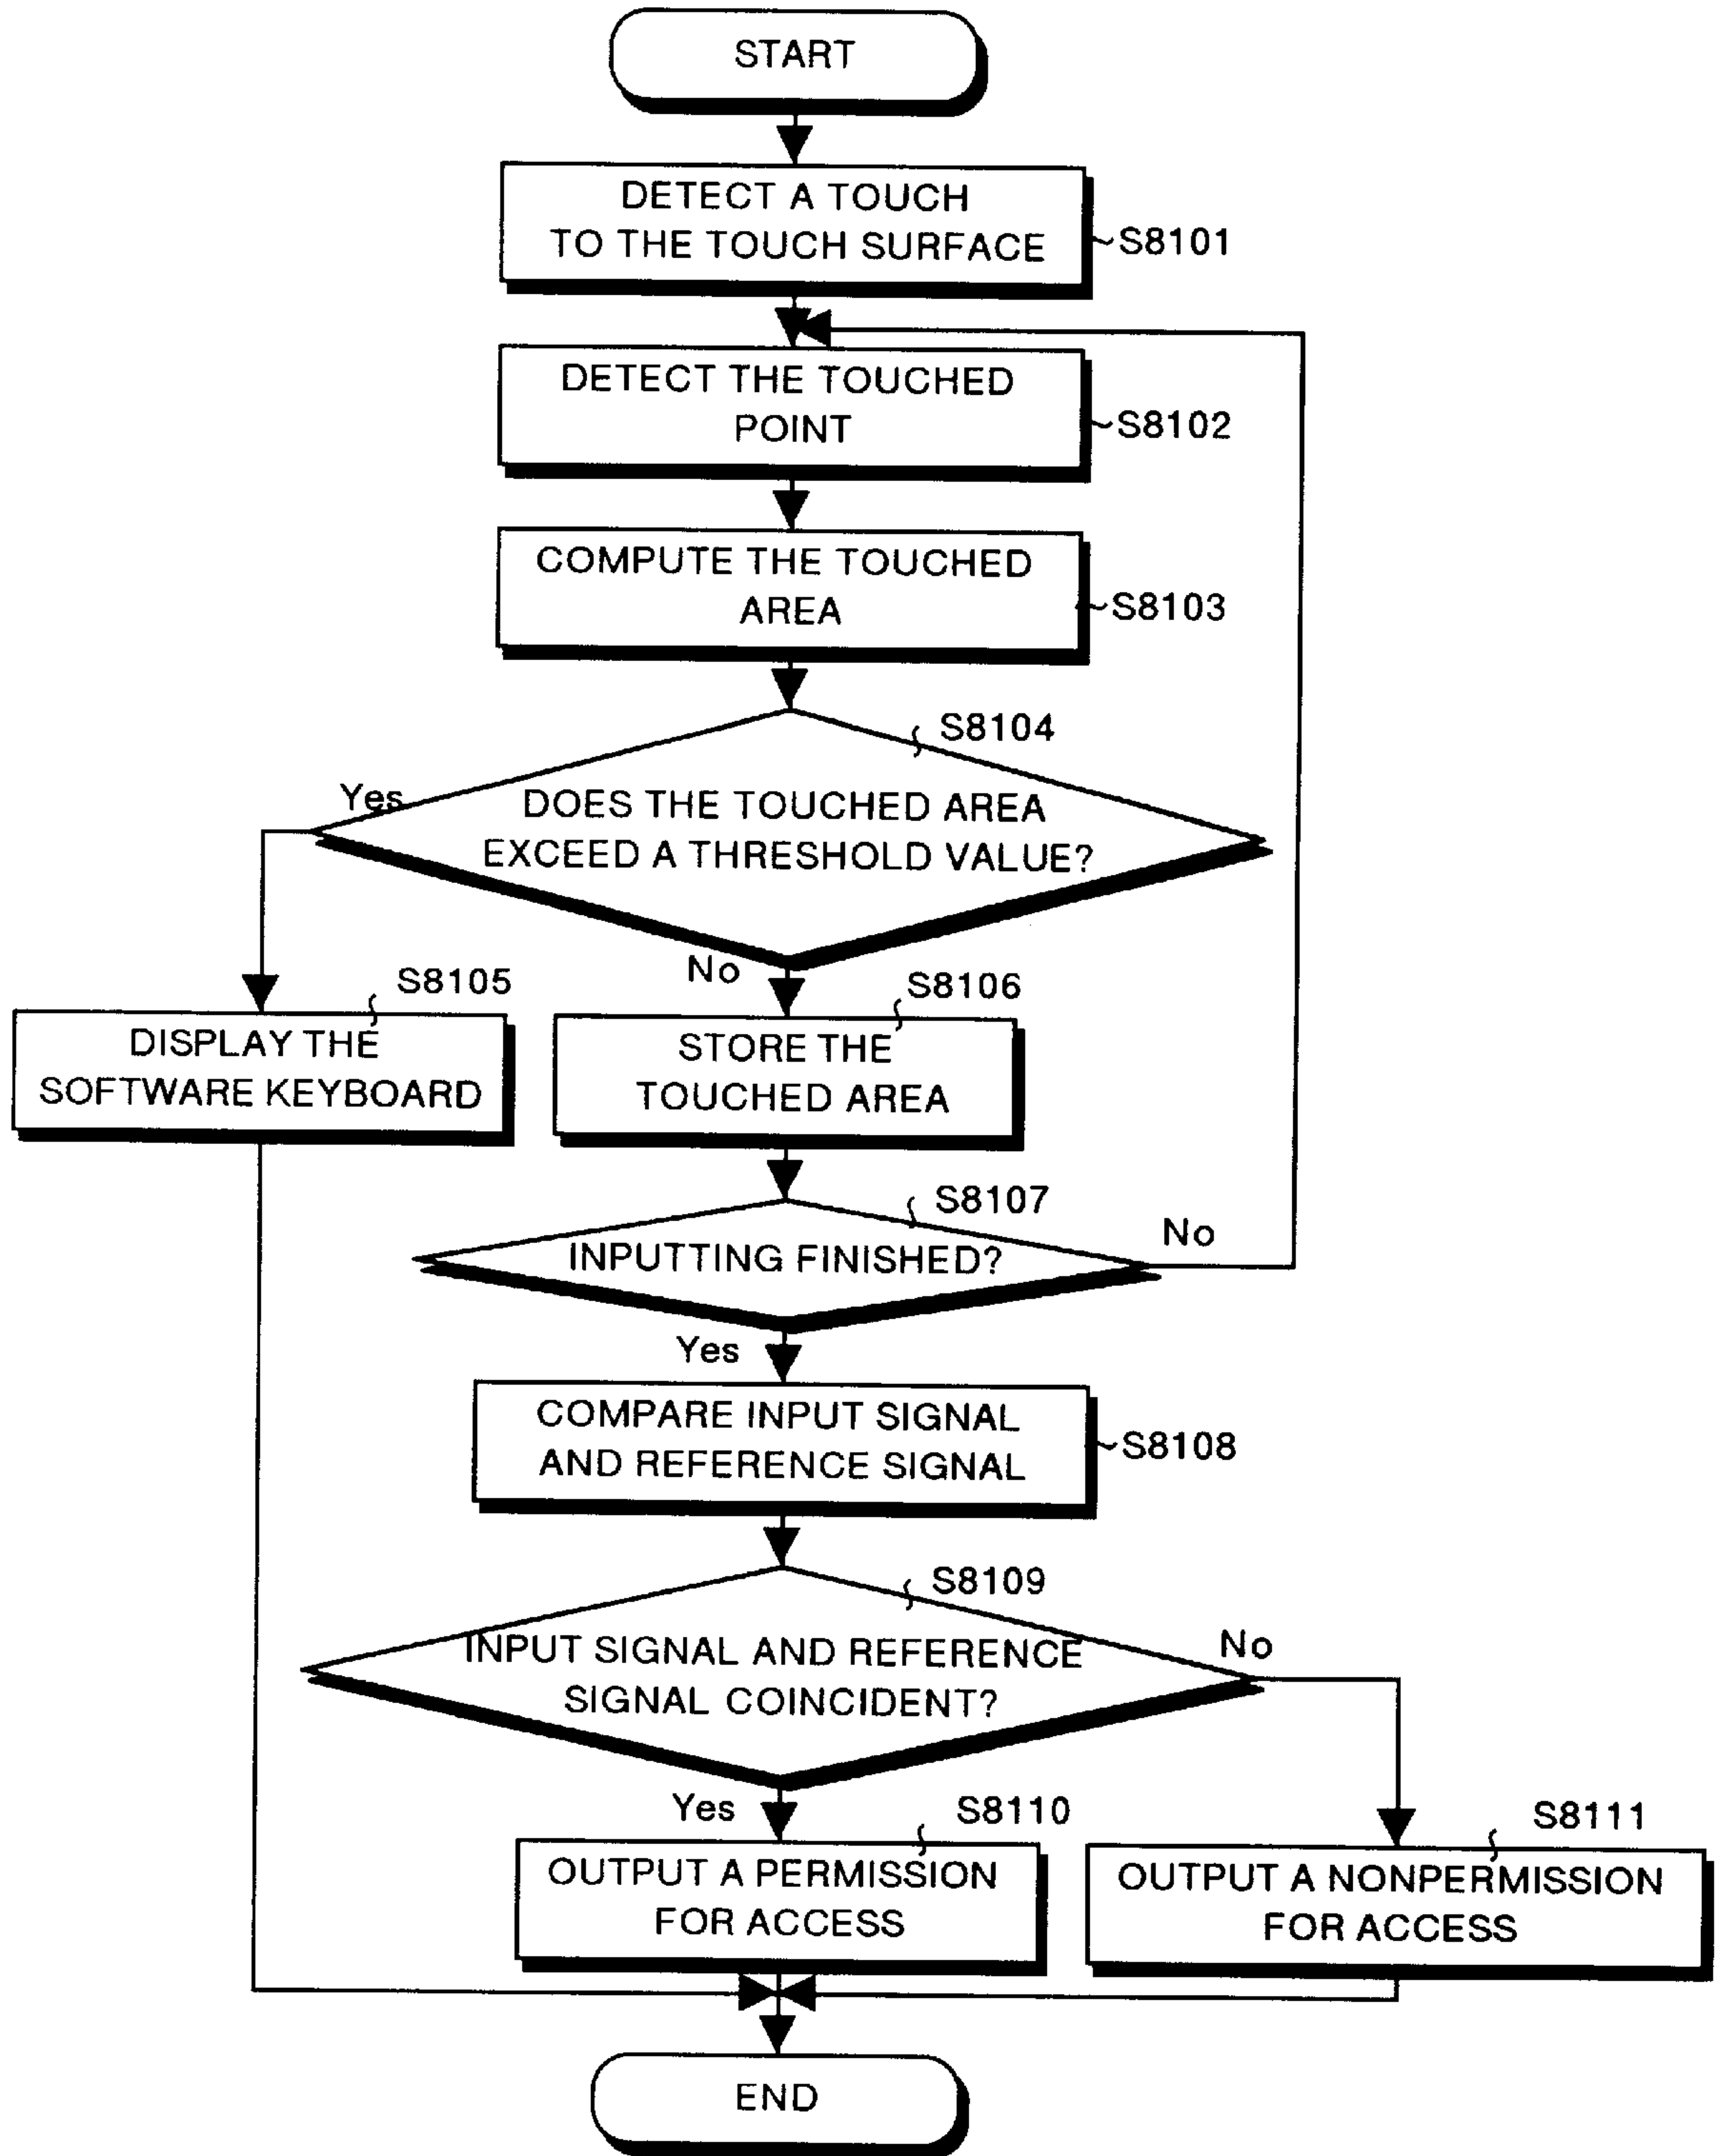 START
DETECT A TOUCH
TO THE TOUCH SURFACE
S8101
DETECT THE TOUCHED
POINT
S8102
COMPUTE THE TOUCHED
AREA
S8103
S8104
Yes
DOES THE TOUCHED AREA
EXCEED A THRESHOLD VALUE?
No
S8105
DISPLAY THE
SOFTWARE KEYBOARD
S8106
STORE THE
TOUCHED AREA
S8107
No
INPUTTING FINISHED?
Yes
COMPARE INPUT SIGNAL
AND REFERENCE SIGNAL
S8108
S8109
No
INPUT SIGNAL AND REFERENCE
SIGNAL COINCIDENT?
Yes
S8110
OUTPUT A PERMISSION
FOR ACCESS
S8111
OUTPUT A NONPERMISSION
FOR ACCESS
END